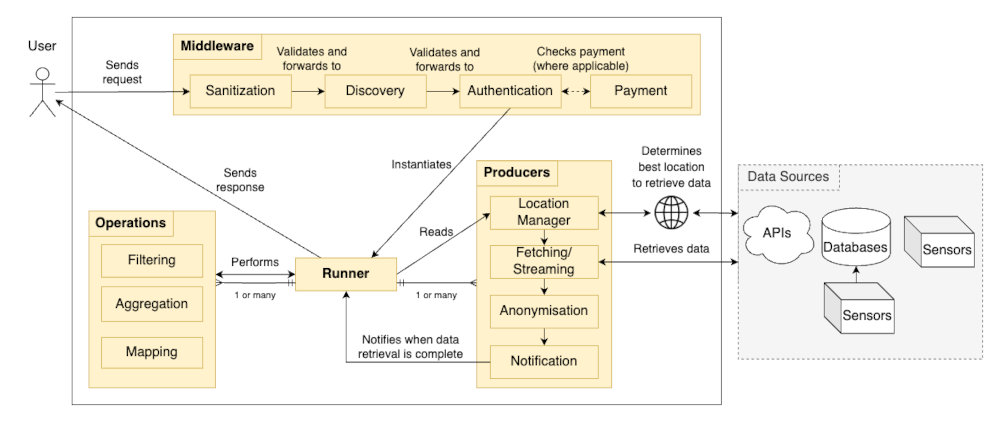 User
Sends
request
Middleware
Validates and
forwards to
Validates and
forwards to
Checks payment
(where applicable)
Sanitization
Discovery
Authentication
Payment
Instantiates
Sends
response
Determines
best location
to retrieve data
Producers
Location
Manager
Reads
Fetching/
Streaming
Retrieves data
Anonymisation
Notification
Data Sources
APIs
Databases
Sensors
Sensors
Operations
Filtering
Aggregation
Mapping
Performs
1 or many
Runner
1 or many
Notifies when data
retrieval is complete